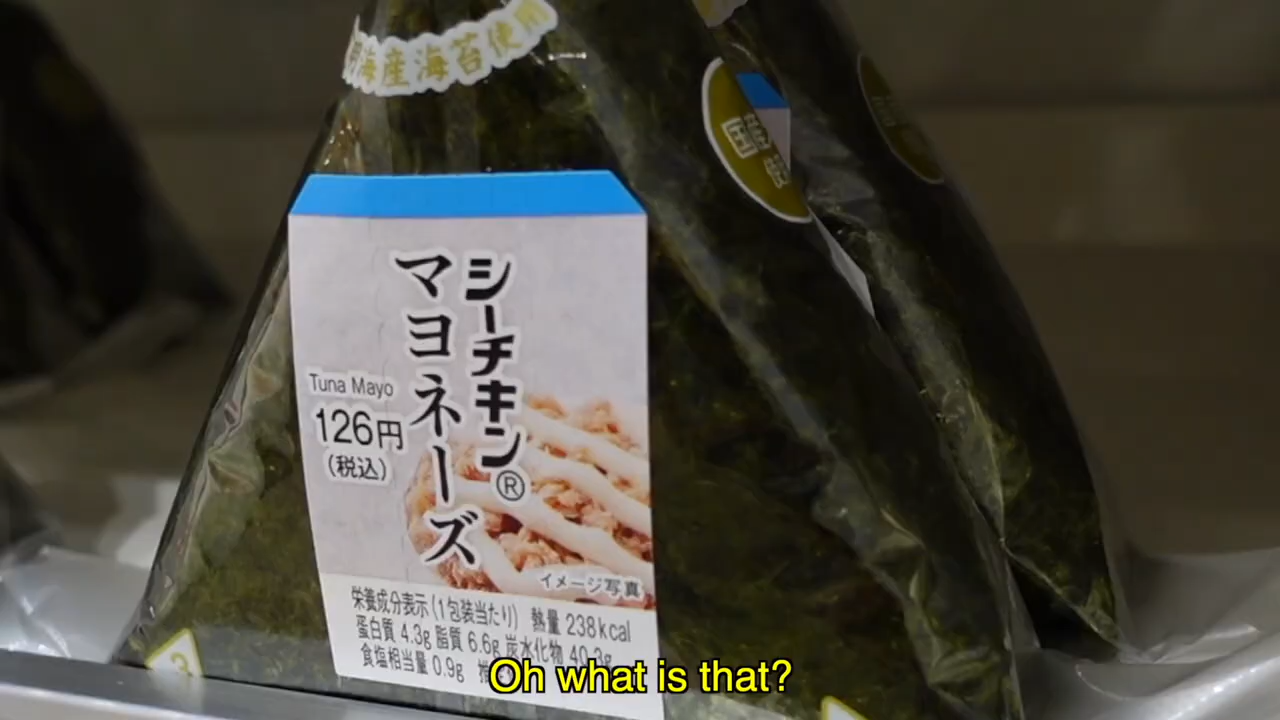 海産海苔使用
シーチキン®
マヨネーズ
Tuna Mayo
126円
(税込)
イメージ写真
栄養成分表示(1包装当たり) 熱量 238kcal
蛋白質 4.3g 脂質 6.6g 炭水化物 40.3g
食塩相当量 0.9g
3
Oh what is that?